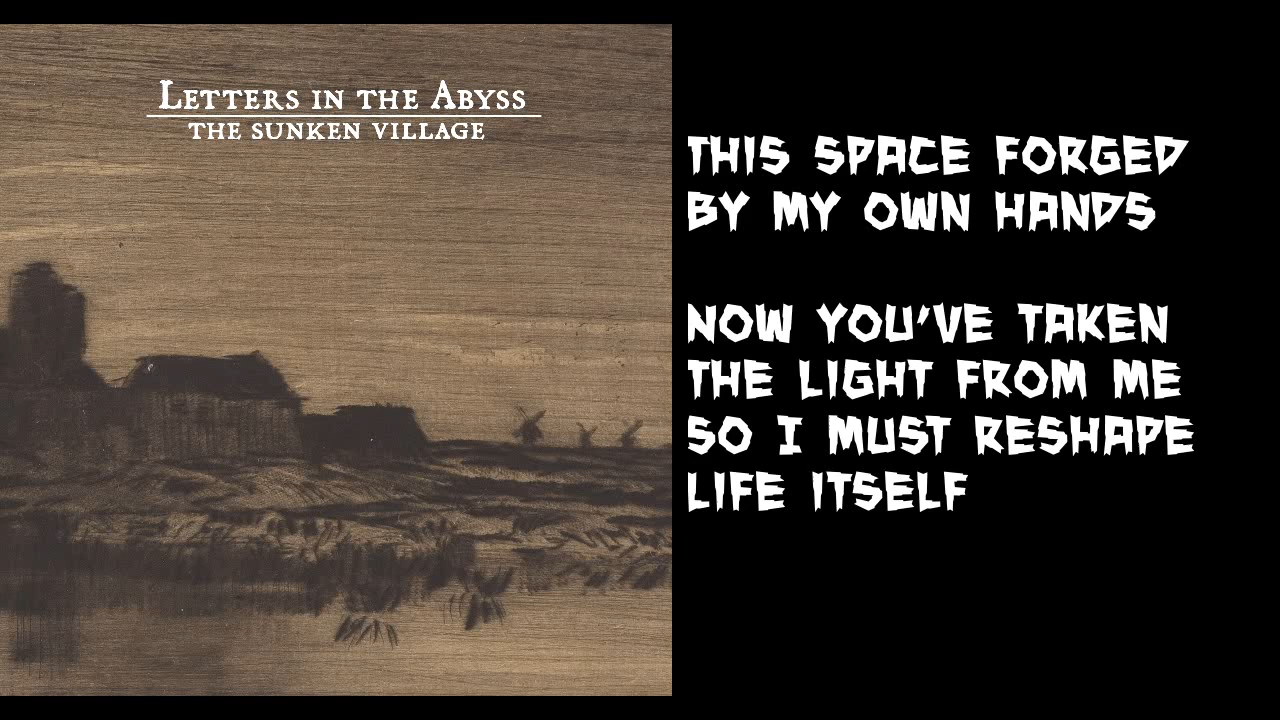 Letters in the Abyss
the sunken village
THIS SPACE FORGED
BY MY OWN HANDS
NOW YOU'VE TAKEN
THE LIGHT FROM ME
SO I MUST RESHAPE
LIFE ITSELF